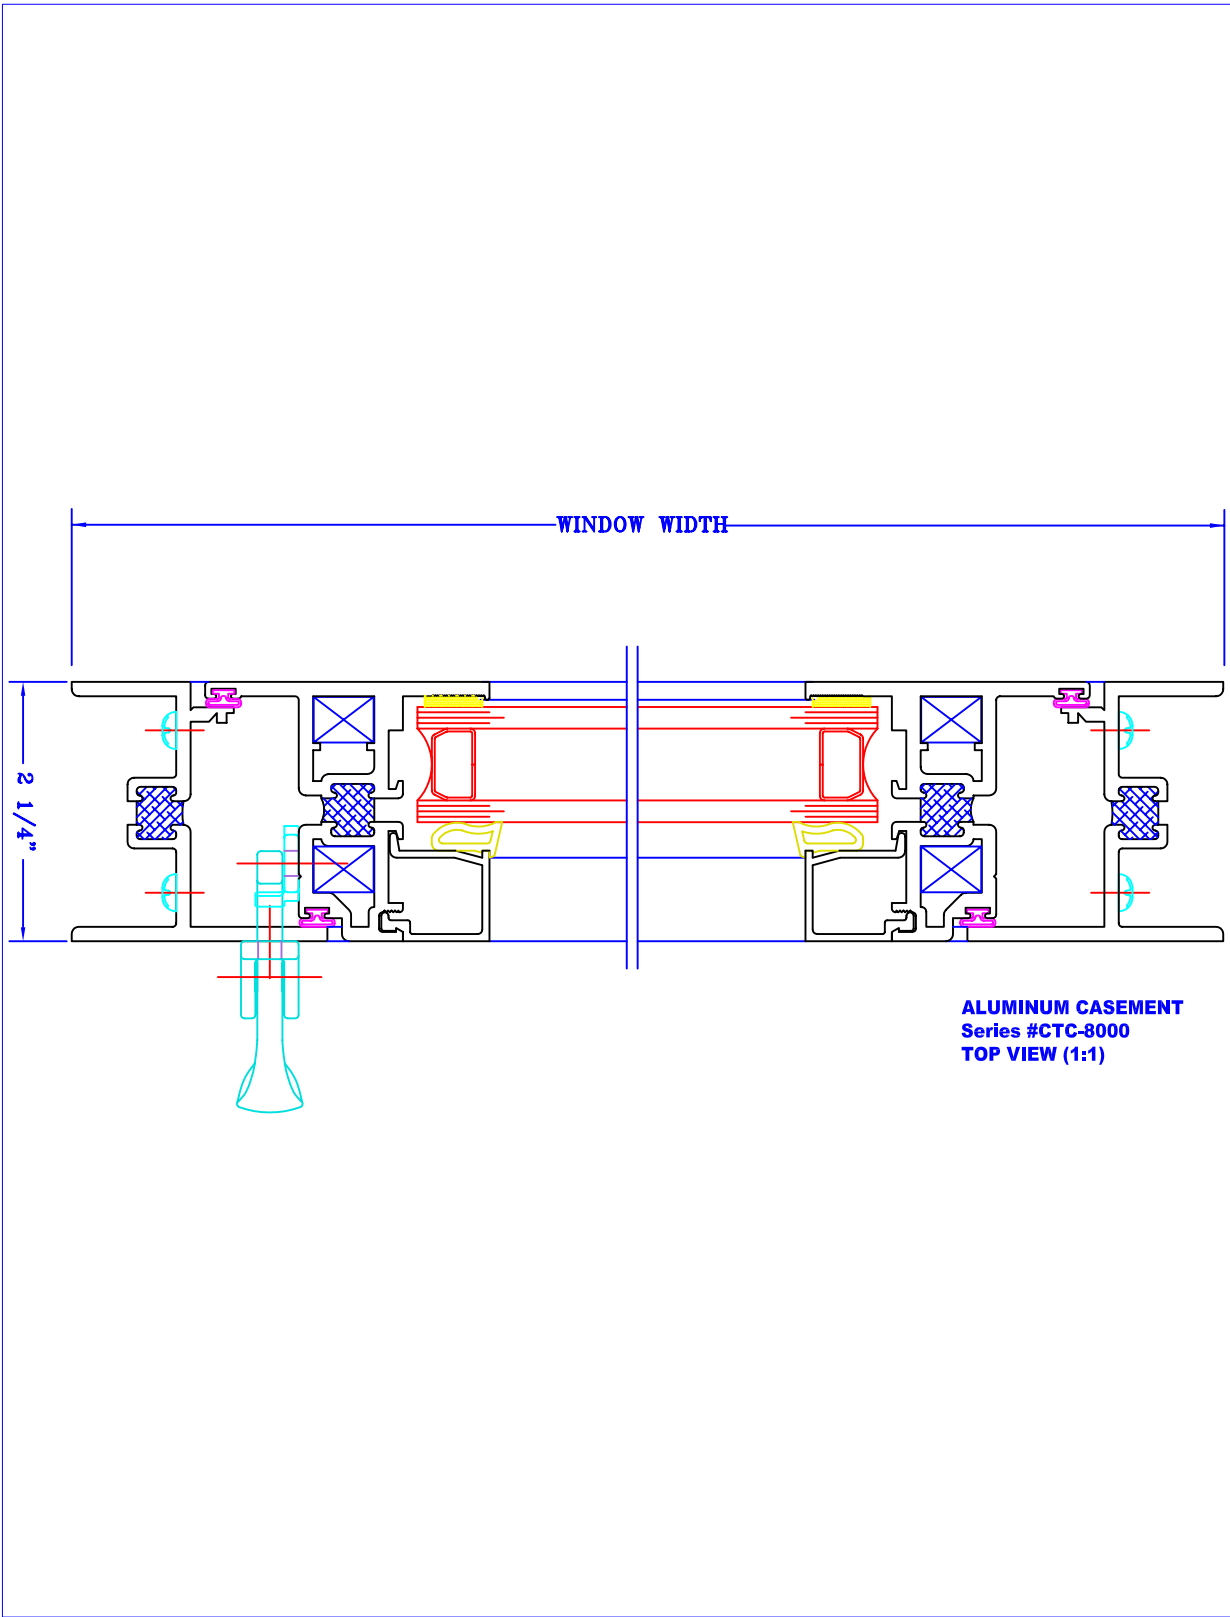 WINDOW WIDTH
2 1/4"
ALUMINUM CASEMENT
Series #CTC-8000
TOP VIEW (1:1)